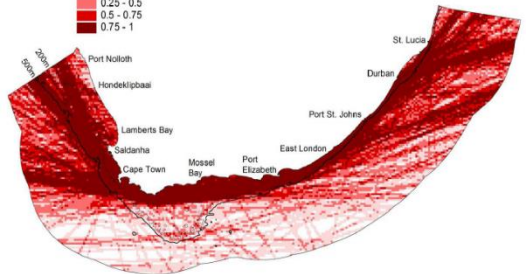 0.25 - 0.5
0.5 - 0.75
0.75 - 1
St. Lucia
200m
500m
Port Nolloth
Durban
Hondeklipbaai
Port St. Johns
Lamberts Bay
East London
Saldanha
Mossel
Bay
Port
Elizabeth
Cape Town